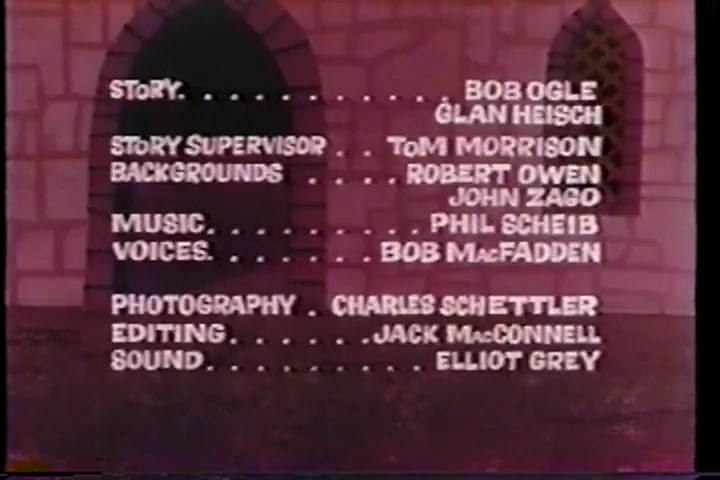 STORY. . . . . . . . . . . . BOB OGLE
GLAN HEISCH
STORY SUPERVISOR . . TOM MORRISON
BACKGROUNDS . . . . ROBERT OWEN
JOHN ZAGO
MUSIC. . . . . . . . . PHIL SCHEIB
VOICES. . . . . . . BOB MACFADDEN
PHOTOGRAPHY . CHARLES SCHETTLER
EDITING. . . . . . .JACK MACCONNELL
SOUND. . . . . . . . . ELLIOT GREY